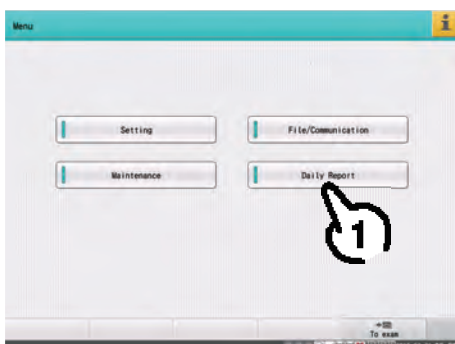 Menu
i
Setting
File/Communication
Maintenance
Daily Report
1
To exam